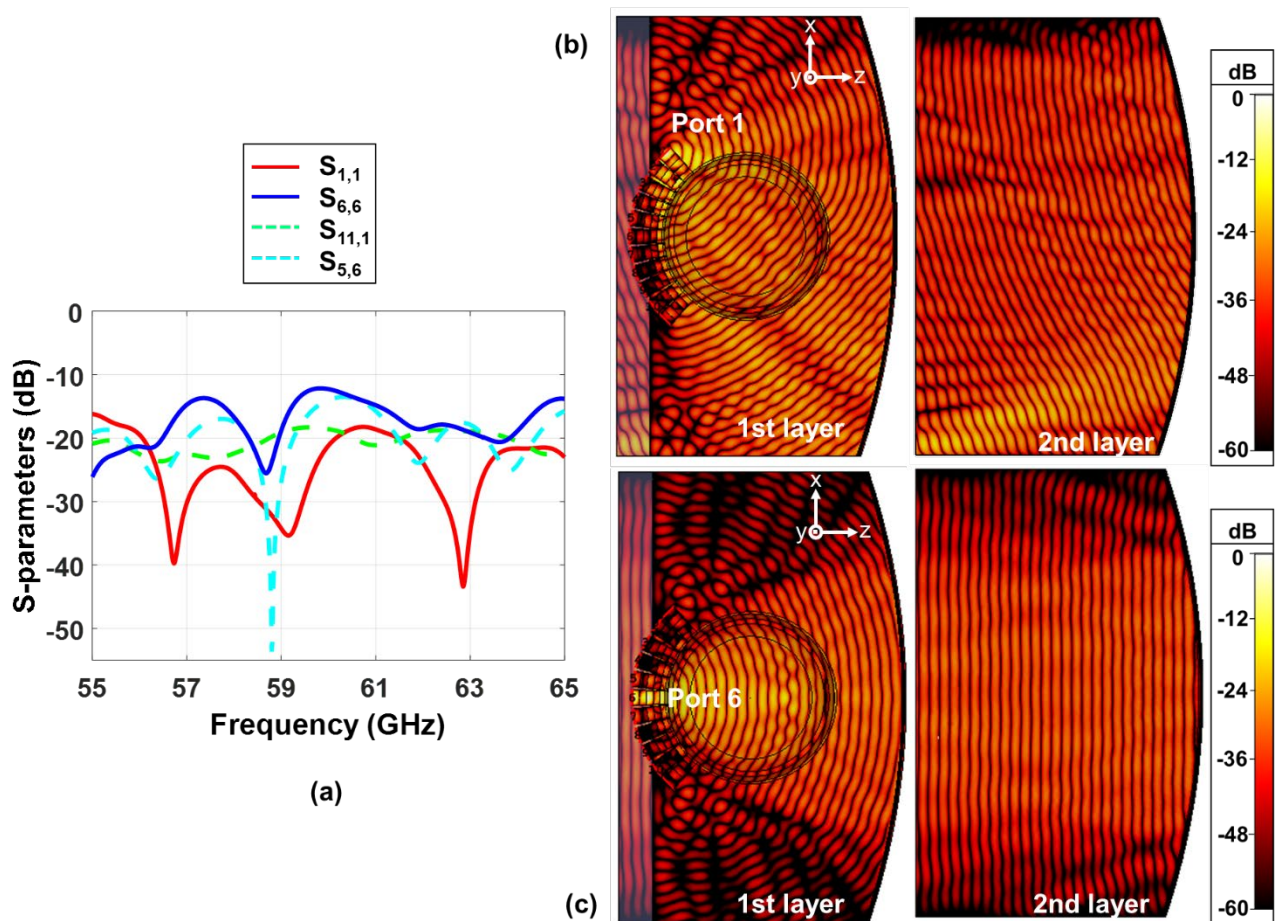 S1,1
S6,6
S11,1
S5,6
0
-10
-20
-30
-40
-50
S-parameters (dB)
55 57 59 61 63 65
Frequency (GHz)
(a)
(b)
x
y z
Port 1
1st layer
2nd layer
dB
0
-12
-24
-36
-48
-60
(c)
x
y z
Port 6
1st layer
2nd layer
dB
0
-12
-24
-36
-48
-60